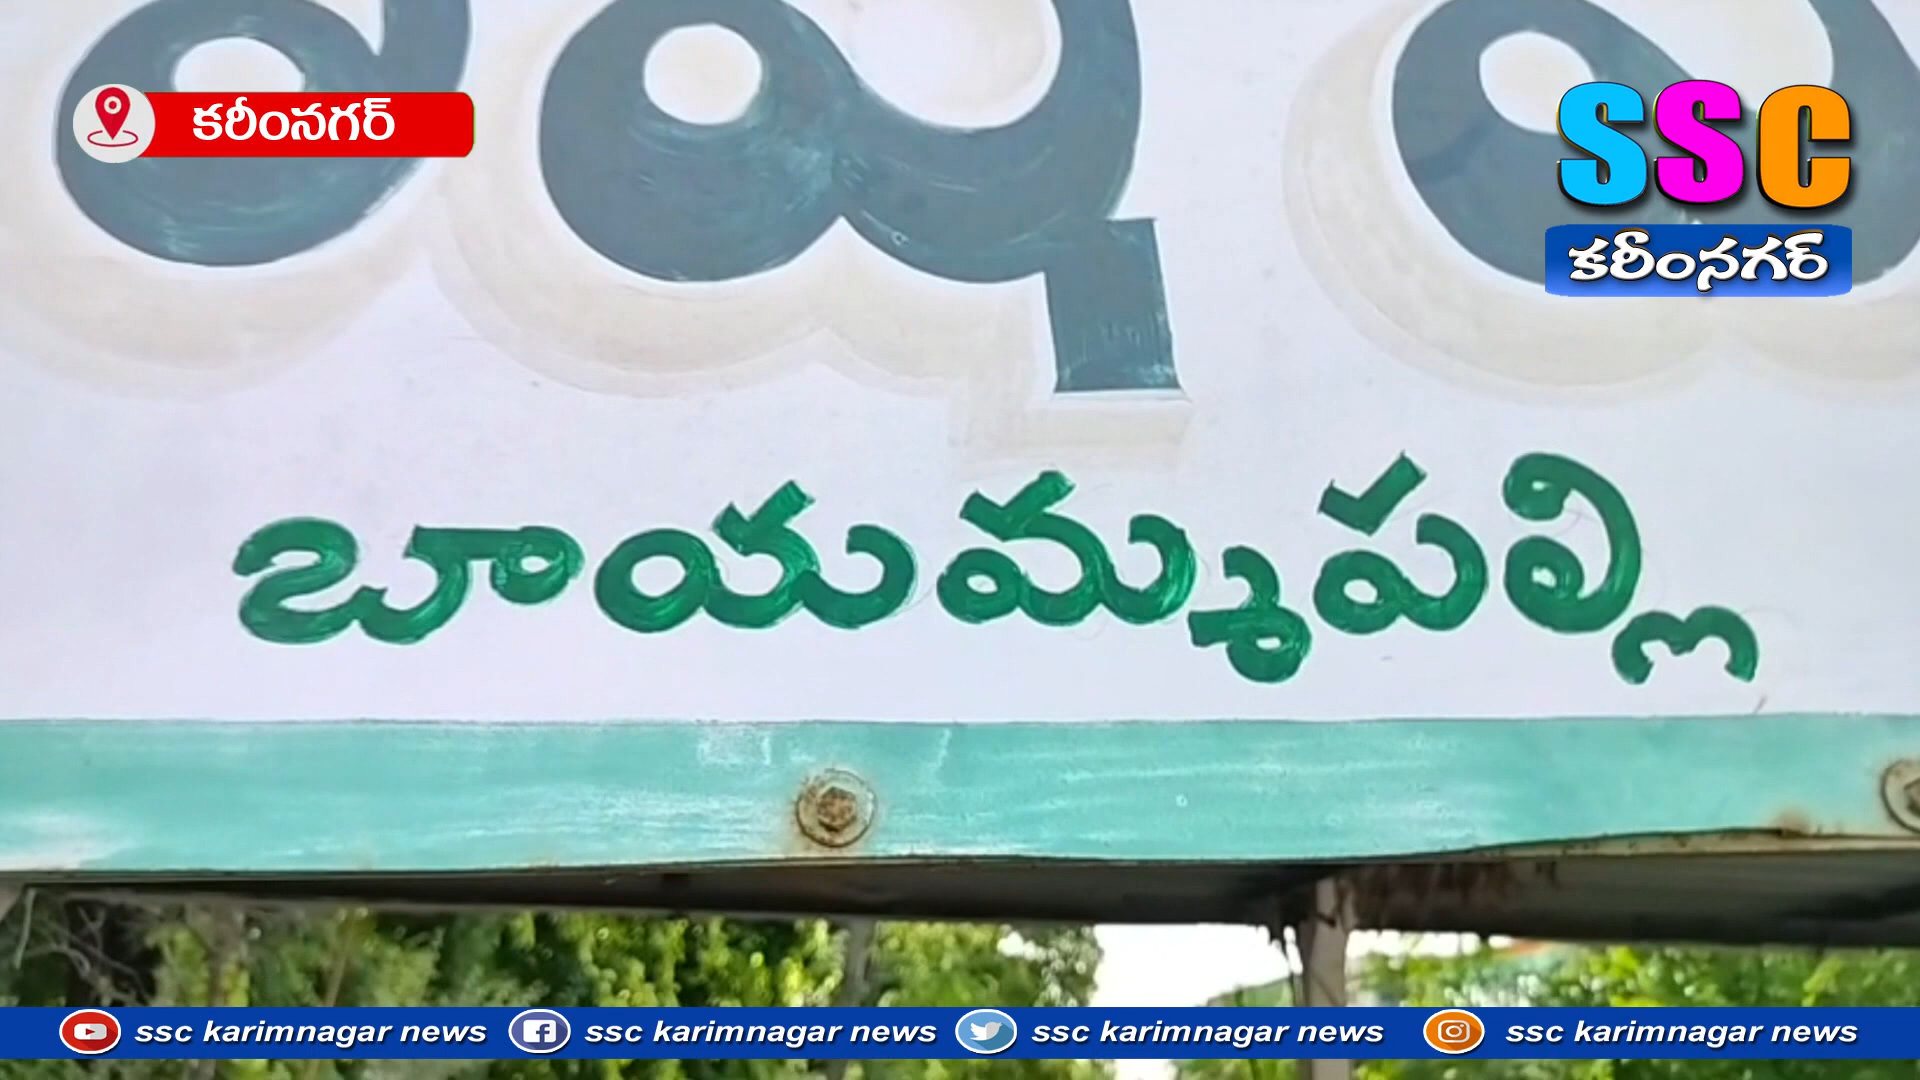 కరీంనగర్
SSC
కరీంనగర్
బాయమ్మపల్లి
ssc karimnagar news ssc karimnagar news ssc karimnagar news ssc karimnagar news